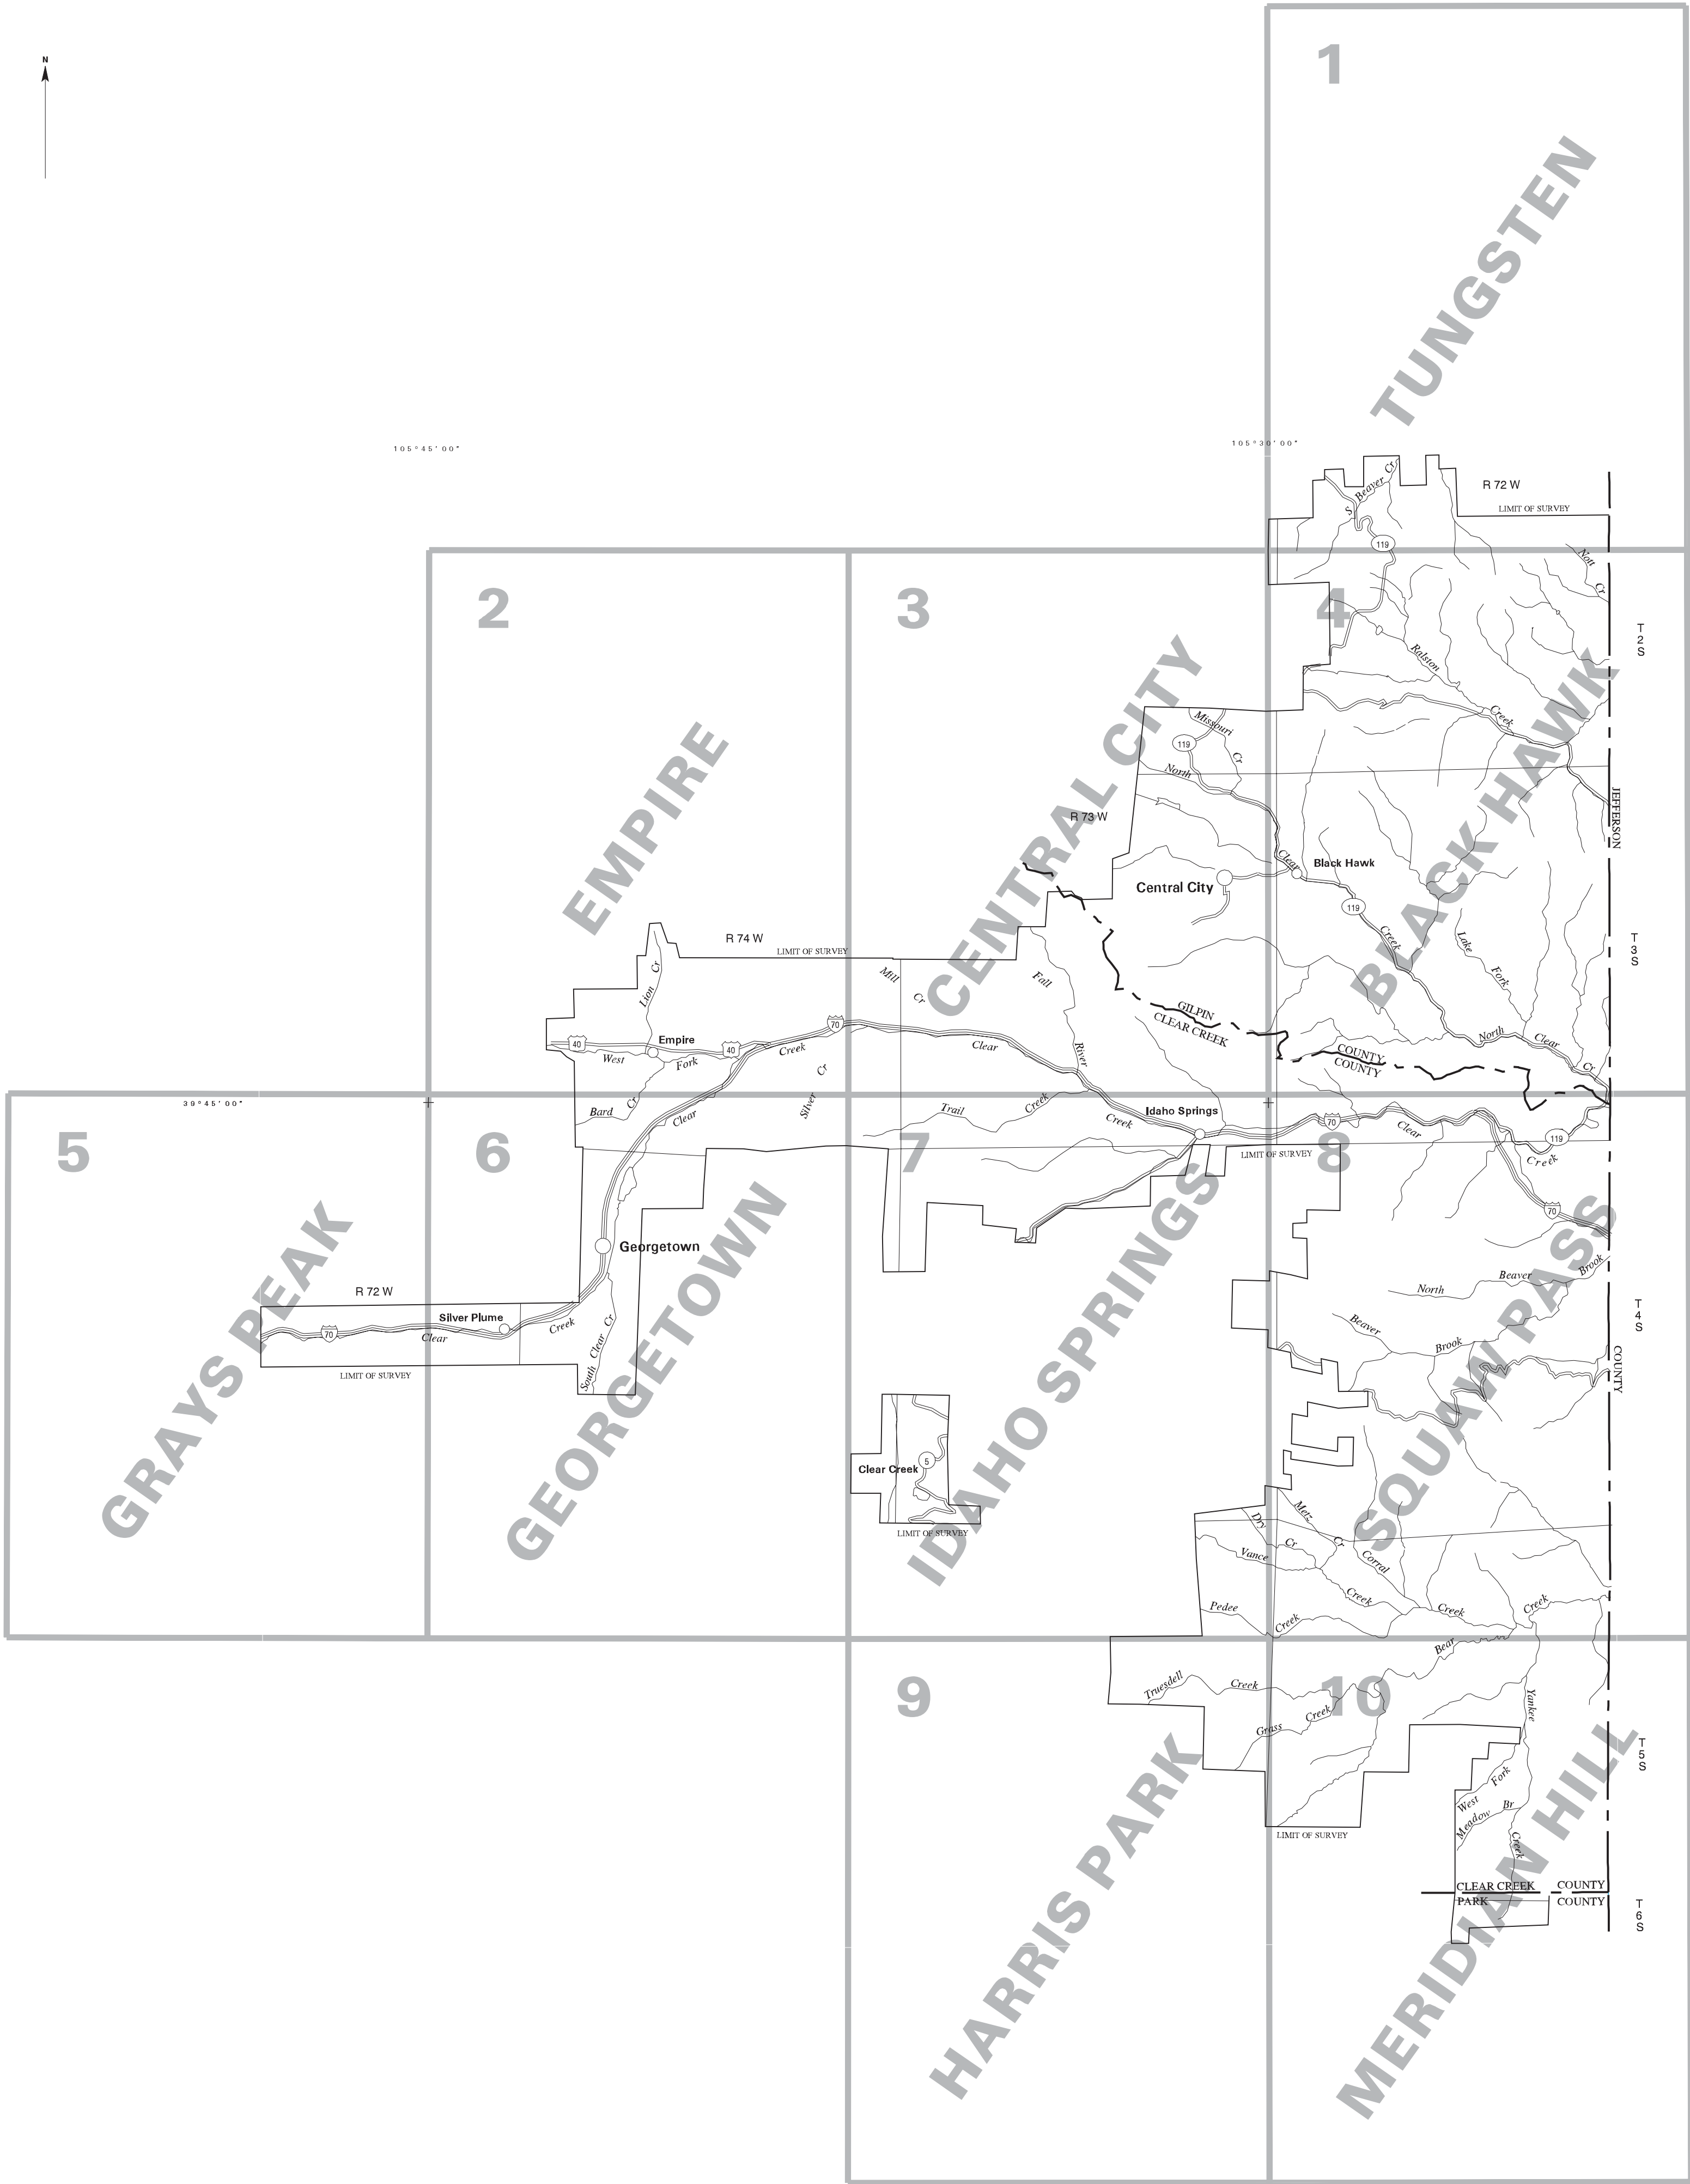 N
1
TUNGSTEN
105°45'00"
105°30'00"
S Beaver Cr
R 72 W
LIMIT OF SURVEY
119
Nott Cr
2
3
4
T 2 S
Ralston
Creek
EMPIRE
CENTRAL CITY
BLACK HAWK
Missouri Cr
119
North
JEFFERSON
R 73 W
Clear
Black Hawk
Central City
119
Creek
Lake Fork
T 3 S
R 74 W
LIMIT OF SURVEY
Lion Cr
Mill Cr
Fall
River
GILPIN
CLEAR CREEK
COUNTY
COUNTY
70
40
Empire
40
West
Fork
Creek
Clear
North
Clear
Cr
Silver Cr
39°45'00"
Bard Cr
Clear
Trail
Creek
Creek
Idaho Springs
70
Clear
119
Creek
LIMIT OF SURVEY
5
6
7
8
70
GRAYS PEAK
GEORGETOWN
IDAHO SPRINGS
SQUAW PASS
Georgetown
North
Beaver
Brook
R 72 W
Silver Plume
70
Clear
Creek
LIMIT OF SURVEY
South Clear Cr
Beaver
Brook
T 4 S
COUNTY
Clear Creek
5
LIMIT OF SURVEY
Dry
Cr
Metz
Cr
Vance
Creek
Corral
Creek
Creek
Pedee
Creek
Bear
9
10
Truesdell
Creek
Grass
Creek
Yankee
Creek
HARRIS PARK
MERIDIAN HILL
T 5 S
West
Fork
Meadow
Br
LIMIT OF SURVEY
CLEAR CREEK
COUNTY
PARK
COUNTY
T 6 S